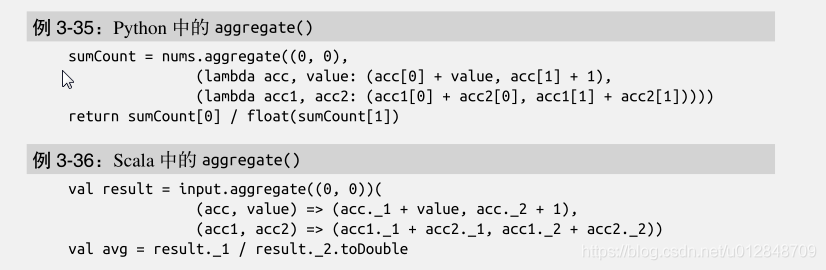 例 3-35：Python 中的 aggregate()
sumCount = nums.aggregate((0, 0),
(lambda acc, value: (acc[0] + value, acc[1] + 1),
(lambda acc1, acc2: (acc1[0] + acc2[0], acc1[1] + acc2[1]))))
return sumCount[0] / float(sumCount[1])
例 3-36：Scala 中的 aggregate()
val result = input.aggregate((0, 0))(
(acc, value) => (acc._1 + value, acc._2 + 1),
(acc1, acc2) => (acc1._1 + acc2._1, acc1._2 + acc2._2))
val avg = result._1 / result._2.toDouble
https://blog.csdn.net/u012848709